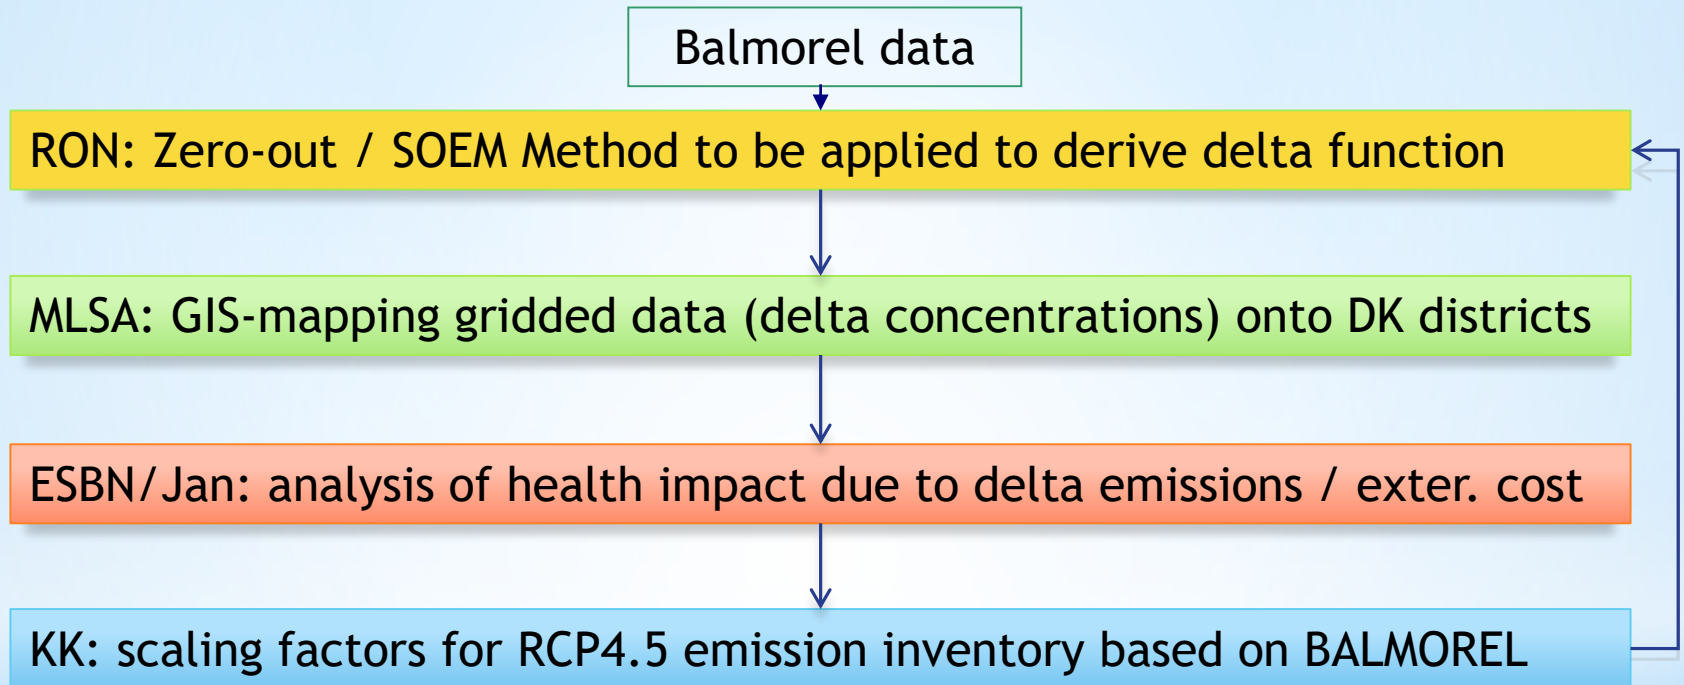 Balmorel data
RON: Zero-out / SOEM Method to be applied to derive delta function
MLSA: GIS-mapping gridded data (delta concentrations) onto DK districts
ESBN/Jan: analysis of health impact due to delta emissions / exter. cost
KK: scaling factors for RCP4.5 emission inventory based on BALMOREL